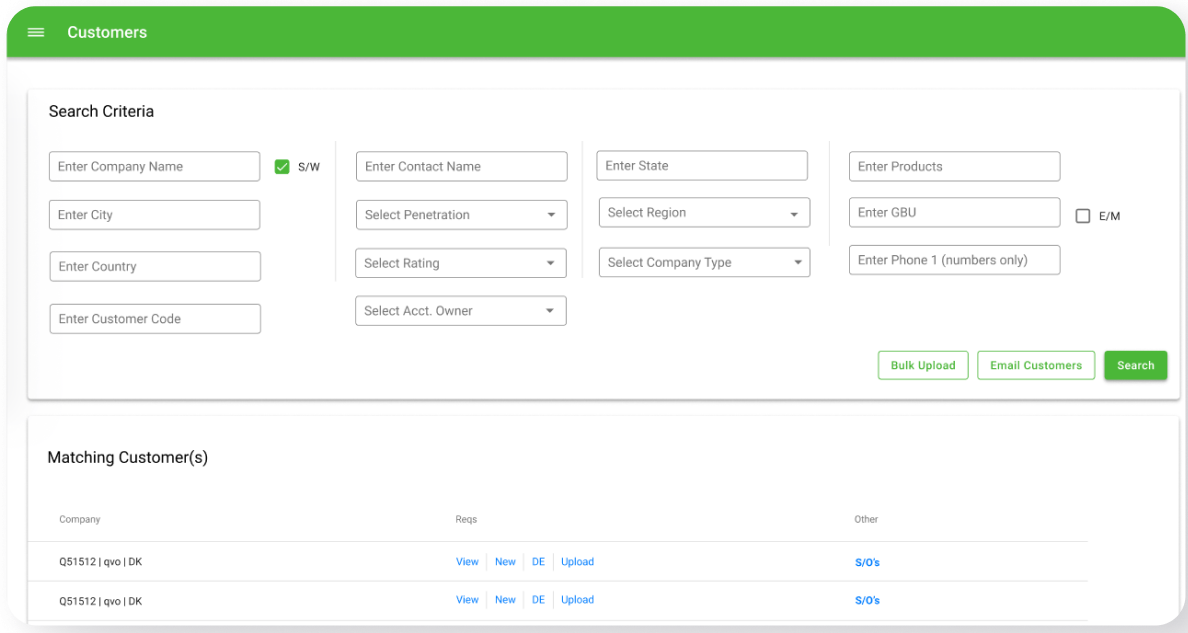 Customers
Search Criteria
Enter Company Name
S/W
Enter Contact Name
Enter State
Enter Products
Enter City
Select Penetration
Select Region
Enter GBU
E/M
Enter Country
Select Rating
Select Company Type
Enter Phone 1 (numbers only)
Enter Customer Code
Select Acct. Owner
Bulk Upload
Email Customers
Search
Matching Customer(s)
Company Reqs Other
Q51512 | qvo | DK View New DE Upload S/O's
Q51512 | qvo | DK View New DE Upload S/O's